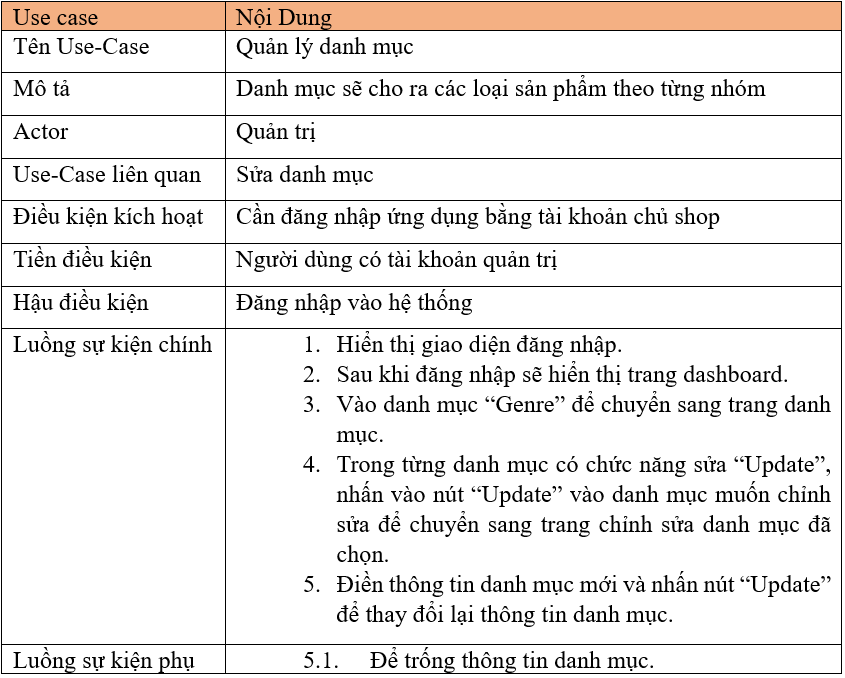 Use case Nội Dung
Tên Use-Case Quản lý danh mục
Mô tả Danh mục sẽ cho ra các loại sản phẩm theo từng nhóm
Actor Quản trị
Use-Case liên quan Sửa danh mục
Điều kiện kích hoạt Cần đăng nhập ứng dụng bằng tài khoản chủ shop
Tiền điều kiện Người dùng có tài khoản quản trị
Hậu điều kiện Đăng nhập vào hệ thống
Luồng sự kiện chính 1. Hiển thị giao diện đăng nhập.
2. Sau khi đăng nhập sẽ hiển thị trang dashboard.
3. Vào danh mục “Genre” để chuyển sang trang danh
mục.
4. Trong từng danh mục có chức năng sửa “Update”,
nhấn vào nút “Update” vào danh mục muốn chỉnh
sửa để chuyển sang trang chỉnh sửa danh mục đã
chọn.
5. Điền thông tin danh mục mới và nhấn nút “Update”
để thay đổi lại thông tin danh mục.
Luồng sự kiện phụ 5.1. Để trống thông tin danh mục.